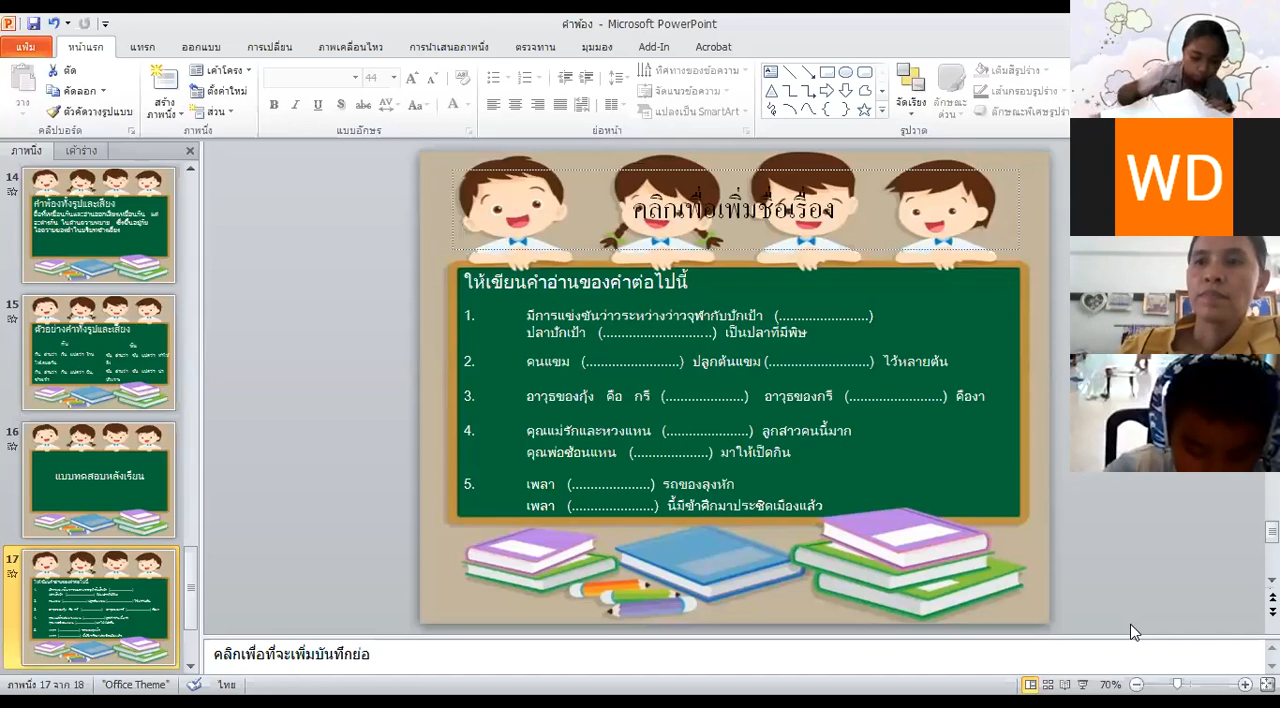 คำพ้อง - Microsoft PowerPoint
แฟ้ม หน้าแรก แทรก ออกแบบ การเปลี่ยน ภาพเคลื่อนไหว การนำเสนอภาพนิ่ง ตรวจทาน มุมมอง Add-In Acrobat
ตัด
คัดลอก
ตัวคัดวางรูปแบบ
วาง
คลิปบอร์ด
สร้าง
ภาพนิ่ง
เค้าโครง
ตั้งค่าใหม่
ส่วน
ภาพนิ่ง
44
แบบอักษร
ทิศทางของข้อความ
จัดแนวข้อความ
แปลงเป็น SmartArt
ย่อหน้า
จัดเรียง
ลักษณะ
ด่วน
เติมสีรูปร่าง
เส้นกรอบรูปร่าง
ลักษณะพิเศษรูปร่าง
รูปวาด
ภาพนิ่ง เค้าร่าง
14
คำพ้องทั้งรูปและเสียง
15
ตัวอย่างคำทั้งรูปและเสียง
16
แบบทดสอบหลังเรียน
17
คลิกเพื่อเพิ่มชื่อเรื่อง
ให้เขียนคำอ่านของคำต่อไปนี้
1. มีการแข่งขันว่าวระหว่างว่าวจุฬากับปักเป้า (........................)
ปลาปักเป้า (..............................) เป็นปลาที่มีพิษ
2. คนแขม (.........................) ปลูกต้นแขม (...........................) ไว้หลายต้น
3. อาวุธของกุ้ง คือ กรี (.....................) อาวุธของกรี (.........................) คืองา
4. คุณแม่รักและหวงแหน (......................) ลูกสาวคนนี้มาก
คุณพ่อช้อนแหน (....................) มาให้เป็ดกิน
5. เพลา (.....................) รถของลุงหัก
เพลา (.......................) นี้มีข้าศึกมาประชิดเมืองแล้ว
WD
คลิกเพื่อที่จะเพิ่มบันทึกย่อ
ภาพนิ่ง 17 จาก 18 "Office Theme" ไทย 70%